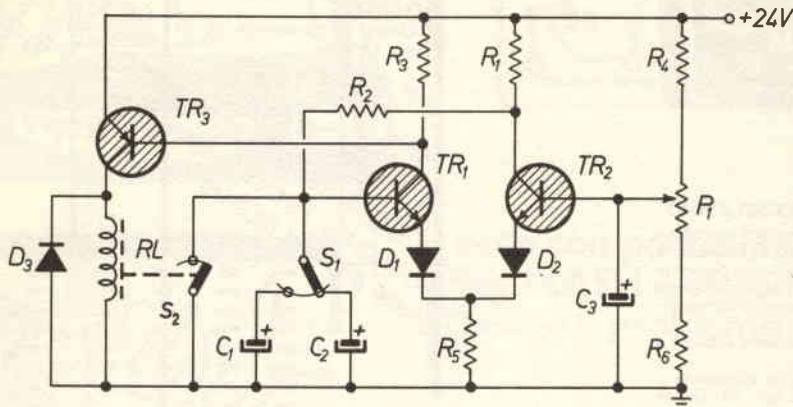 +24V
R3
R1
R4
R2
TR3
TR1
TR2
P1
S1
D3
RL
S2
D1
D2
C3
+
C1
+
C2
+
R5
R6